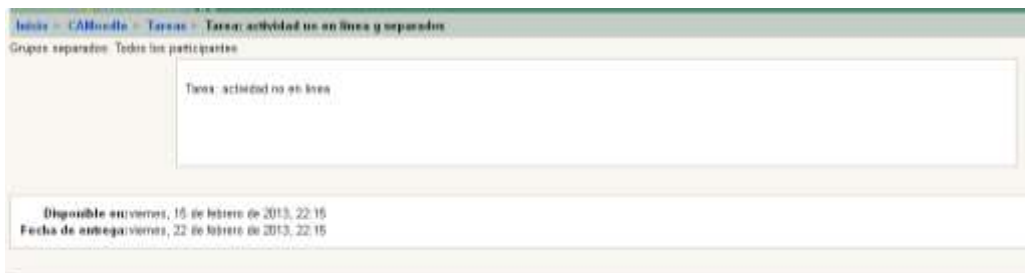 Inicio ► CAMoodle ► Tareas ► Tarea: actividad no en línea y separados
Grupos separados: Todos los participantes
Tarea: actividad no en línea
Disponible en:viernes, 15 de febrero de 2013, 22:15
Fecha de entrega:viernes, 22 de febrero de 2013, 22:15